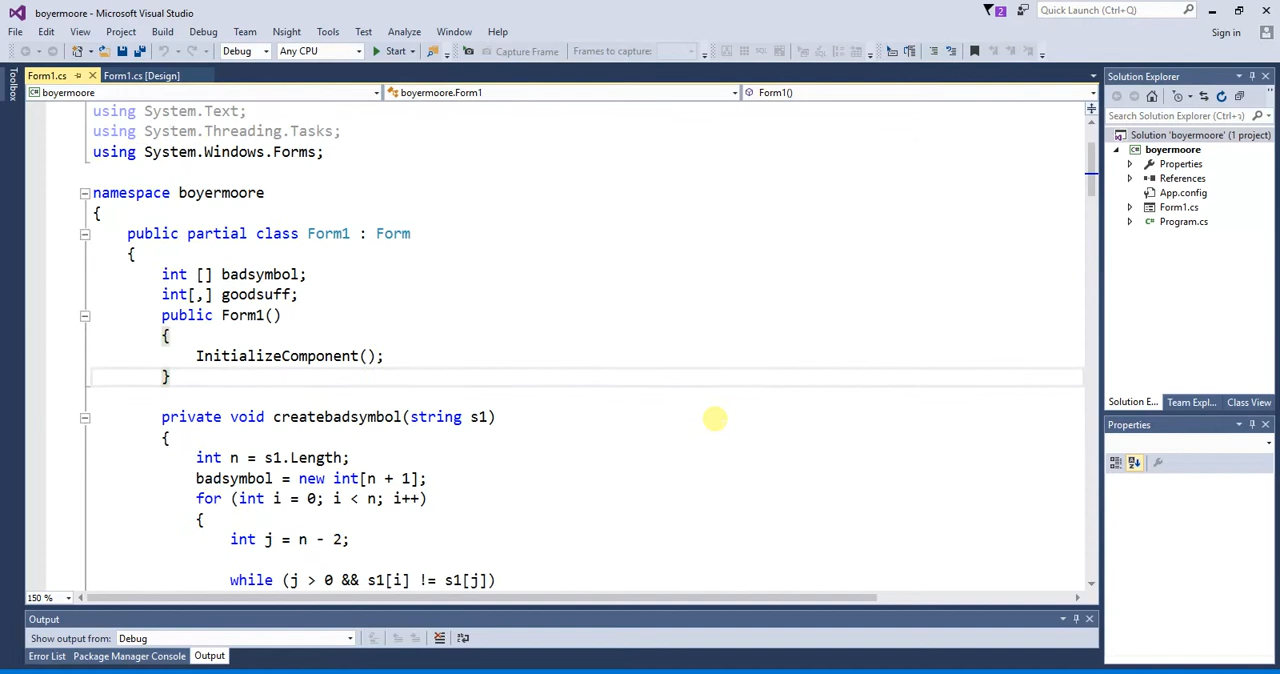 boyermoore - Microsoft Visual Studio
2
Quick Launch (Ctrl+Q)
File Edit View Project Build Debug Team Nsight Tools Test Analyze Window Help
Sign in
Debug Any CPU Start Capture Frame Frames to capture:
Toolbox
Form1.cs Form1.cs [Design]
boyermoore boyermoore.Form1 Form1()
using System.Text;
using System.Threading.Tasks;
using System.Windows.Forms;
namespace boyermoore
{
public partial class Form1 : Form
{
int [] badsymbol;
int[,] goodsuff;
public Form1()
{
InitializeComponent();
}
private void createbadsymbol(string s1)
{
int n = s1.Length;
badsymbol = new int[n + 1];
for (int i = 0; i < n; i++)
{
int j = n - 2;
while (j > 0 && s1[i] != s1[j])
150 %
Solution Explorer
Search Solution Explorer (Ctrl+ر)
Solution 'boyermoore' (1 project)
boyermoore
Properties
References
App.config
Form1.cs
Program.cs
Solution E... Team Expl... Class View
Properties
Output
Show output from: Debug
Error List Package Manager Console Output